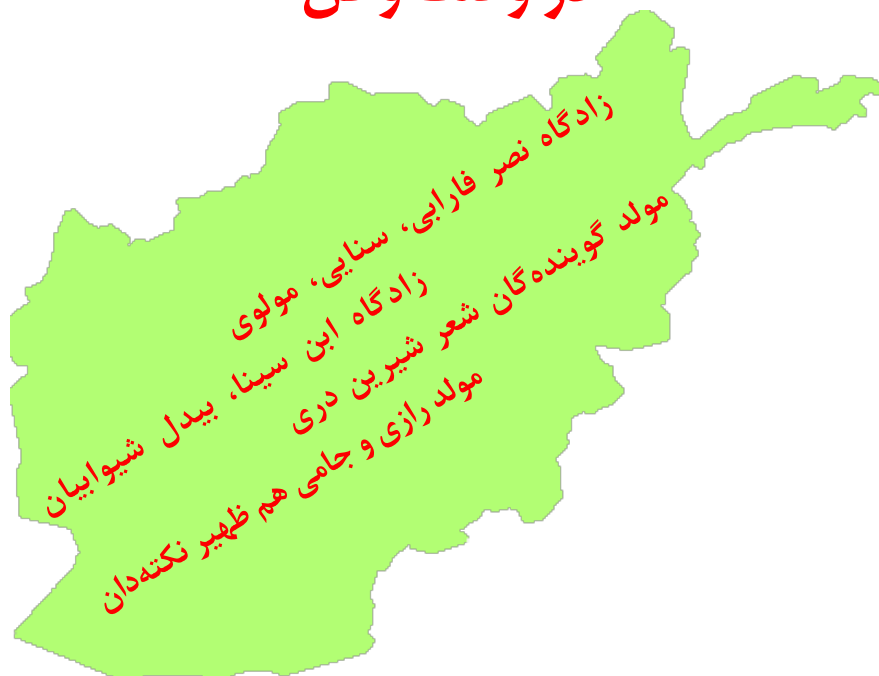 زادگاه نصر فارابی، سنایی، مولوی
زادگاه ابن سینا، بیدل شیوابیان
مولد گوینده‌گان شعر شیرین دری
مولد رازی و جامی هم ظهیر نکته‌دان